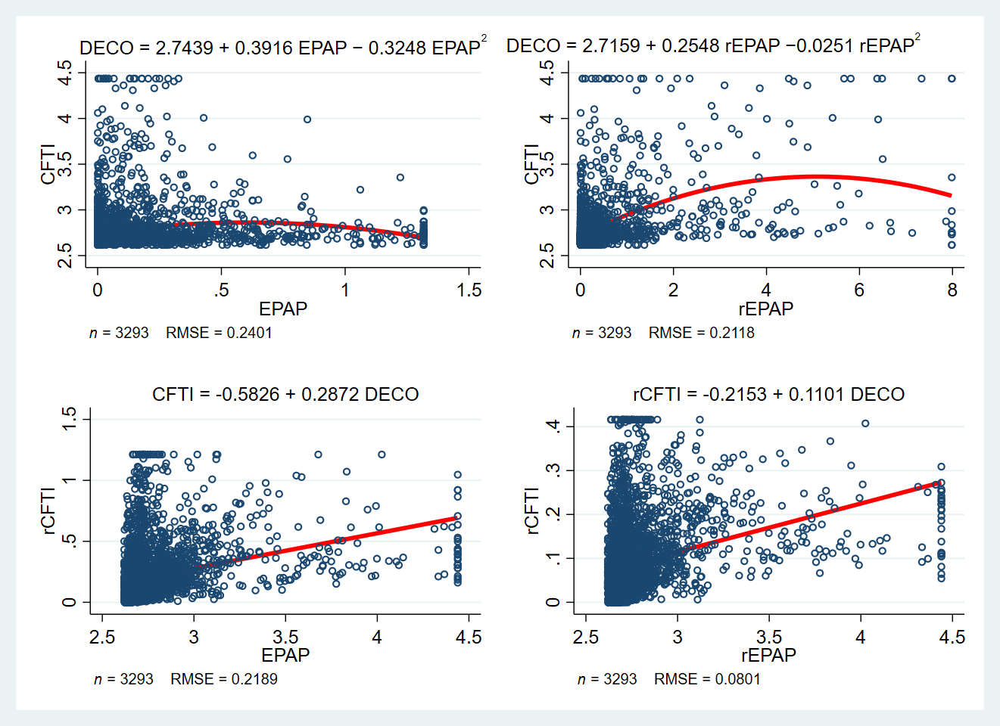 DECO = 2.7439 + 0.3916 EPAP − 0.3248 EPAP²
CFTI
4.5
4
3.5
3
2.5
0
.5
1
1.5
EPAP
n = 3293 RMSE = 0.2401
DECO = 2.7159 + 0.2548 rEPAP −0.0251 rEPAP²
CFTI
4.5
4
3.5
3
2.5
0
2
4
6
8
rEPAP
n = 3293 RMSE = 0.2118
CFTI = -0.5826 + 0.2872 DECO
rCFTI
1.5
1
.5
0
2.5
3
3.5
4
4.5
EPAP
n = 3293 RMSE = 0.2189
rCFTI = -0.2153 + 0.1101 DECO
rCFTI
.4
.3
.2
.1
0
2.5
3
3.5
4
4.5
rEPAP
n = 3293 RMSE = 0.0801